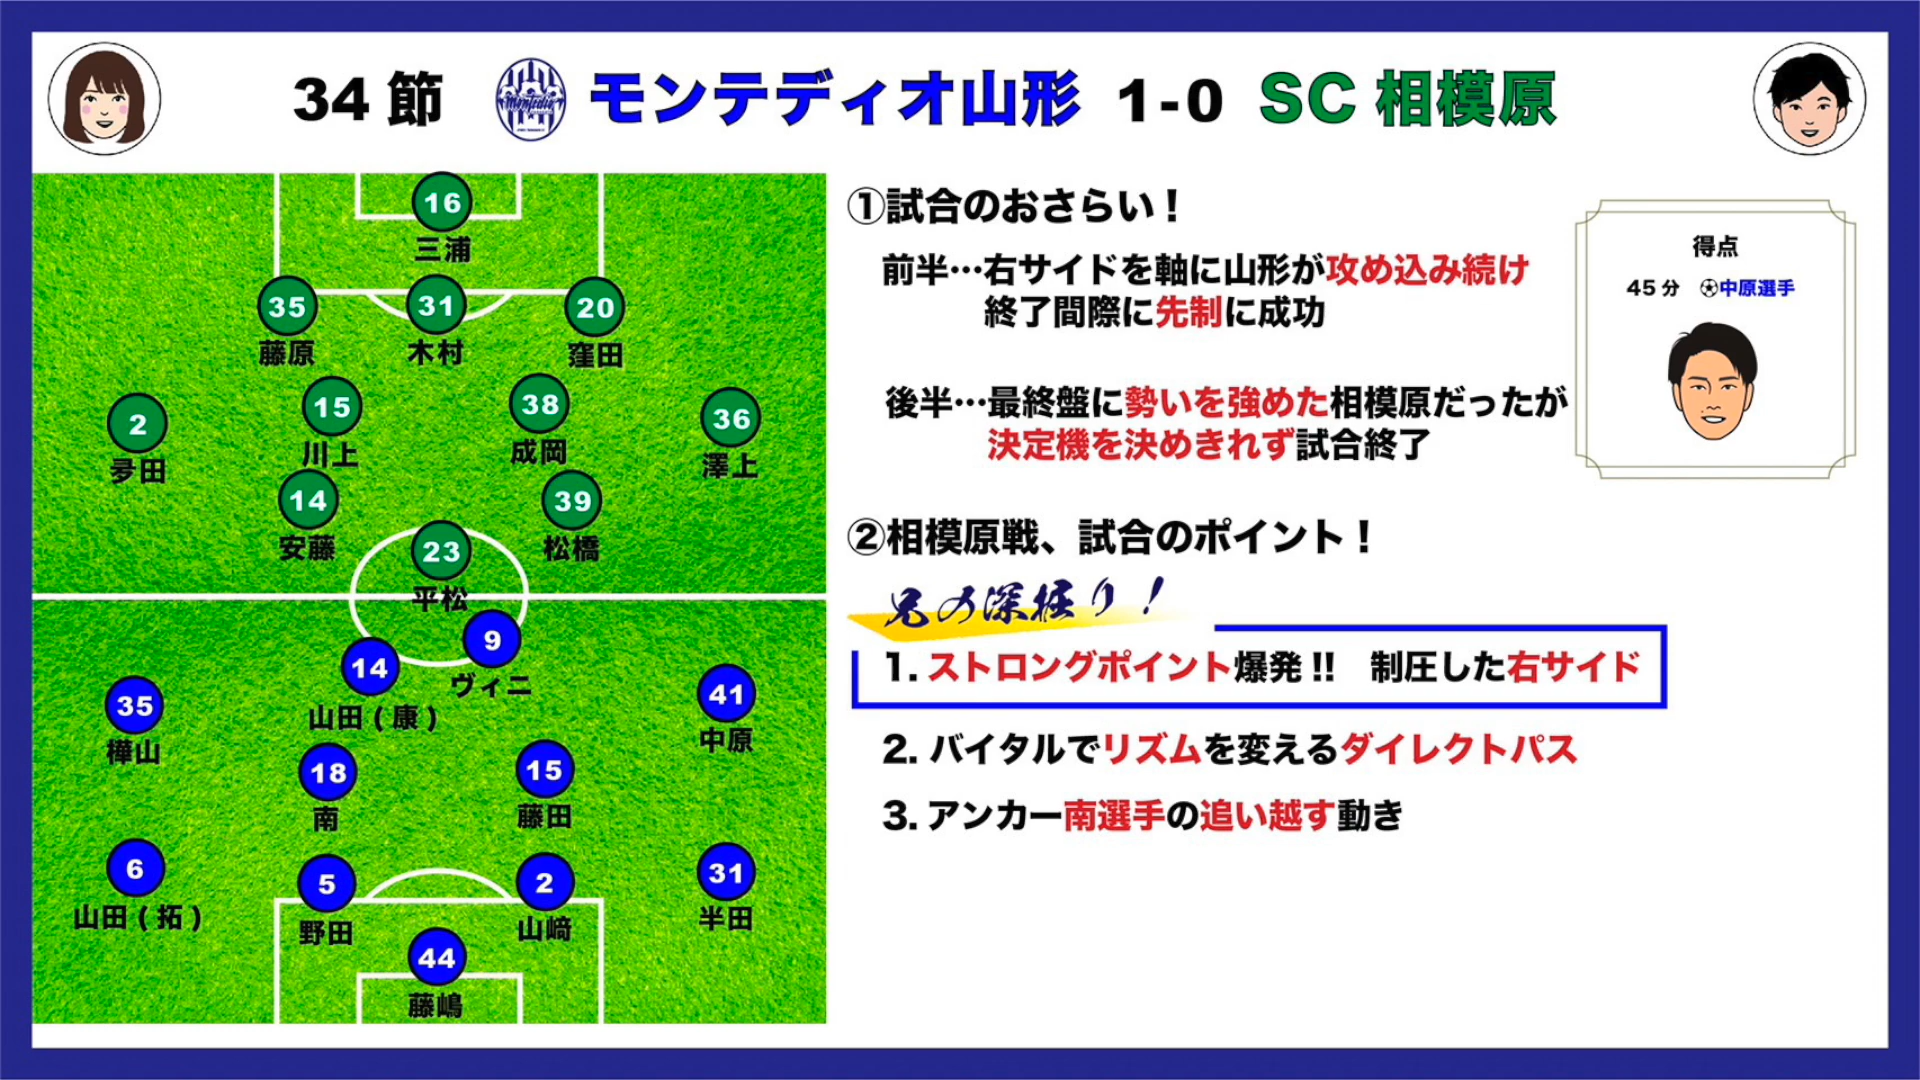 34節 モンテディオ山形 1-0 SC相模原
16
三浦
35 31 20
藤原 木村 窪田
2 15 38 36
夛田 川上 成岡 澤上
14 39
安藤 松橋
23
平松
14 9
山田(康) ヴィニ
35 41
樺山 中原
18 15
南 藤田
6 5 2 31
山田(拓) 野田 山﨑 半田
44
藤嶋
①試合のおさらい！
前半…右サイドを軸に山形が攻め込み続け
終了間際に先制に成功
後半…最終盤に勢いを強めた相模原だったが
決定機を決めきれず試合終了
得点
45分 ⚽中原選手
②相模原戦、試合のポイント！
兄の深掘り！
1. ストロングポイント爆発!! 制圧した右サイド
2. バイタルでリズムを変えるダイレクトパス
3. アンカー南選手の追い越す動き